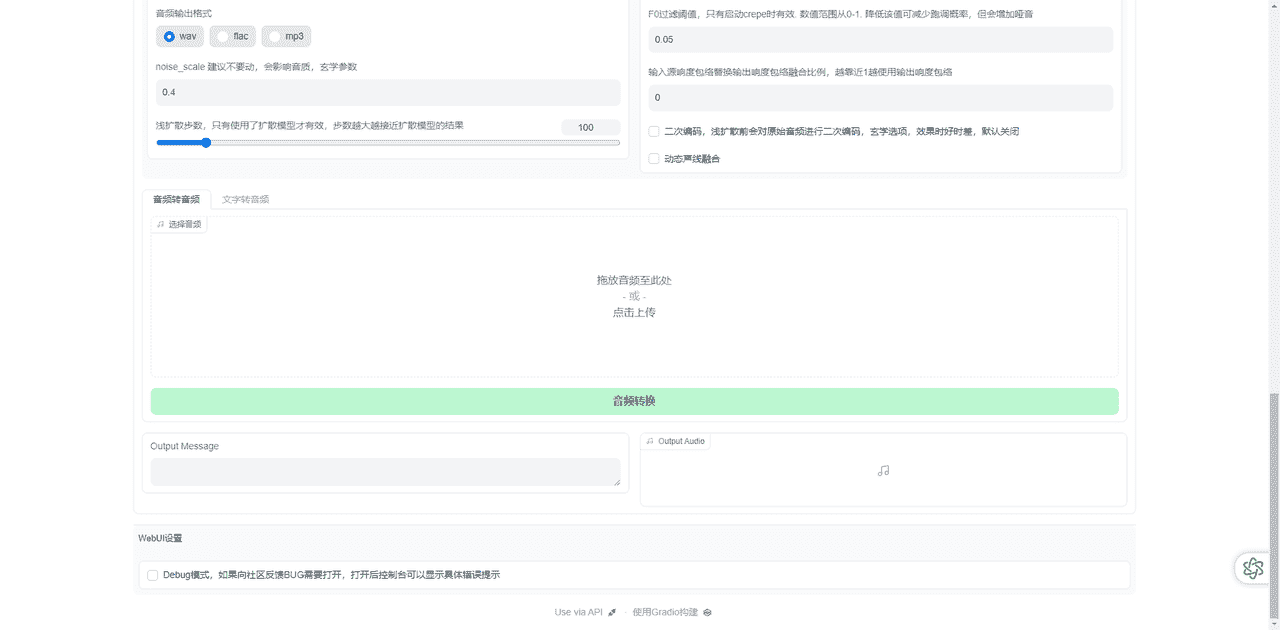 音频输出格式
wav
flac
mp3
noise_scale 建议不要动，会影响音质，玄学参数
0.4
浅扩散步数，只有使用了扩散模型才有效，步数越大越接近扩散模型的结果
100
F0过滤阈值，只有启动crepe时有效. 数值范围从0-1. 降低该值可减少跑调概率，但会增加哑音
0.05
输入源响度包络替换输出响度包络融合比例，越靠近1越使用输出响度包络
0
二次编码，浅扩散前会对原始音频进行二次编码，玄学选项，效果时好时差，默认关闭
动态声线融合
音频转音频
文字转音频
选择音频
拖放音频至此处
- 或 -
点击上传
音频转换
Output Message
Output Audio
WebUI设置
Debug模式，如果向社区反馈BUG需要打开，打开后控制台可以显示具体错误提示
Use via API
·
使用Gradio构建